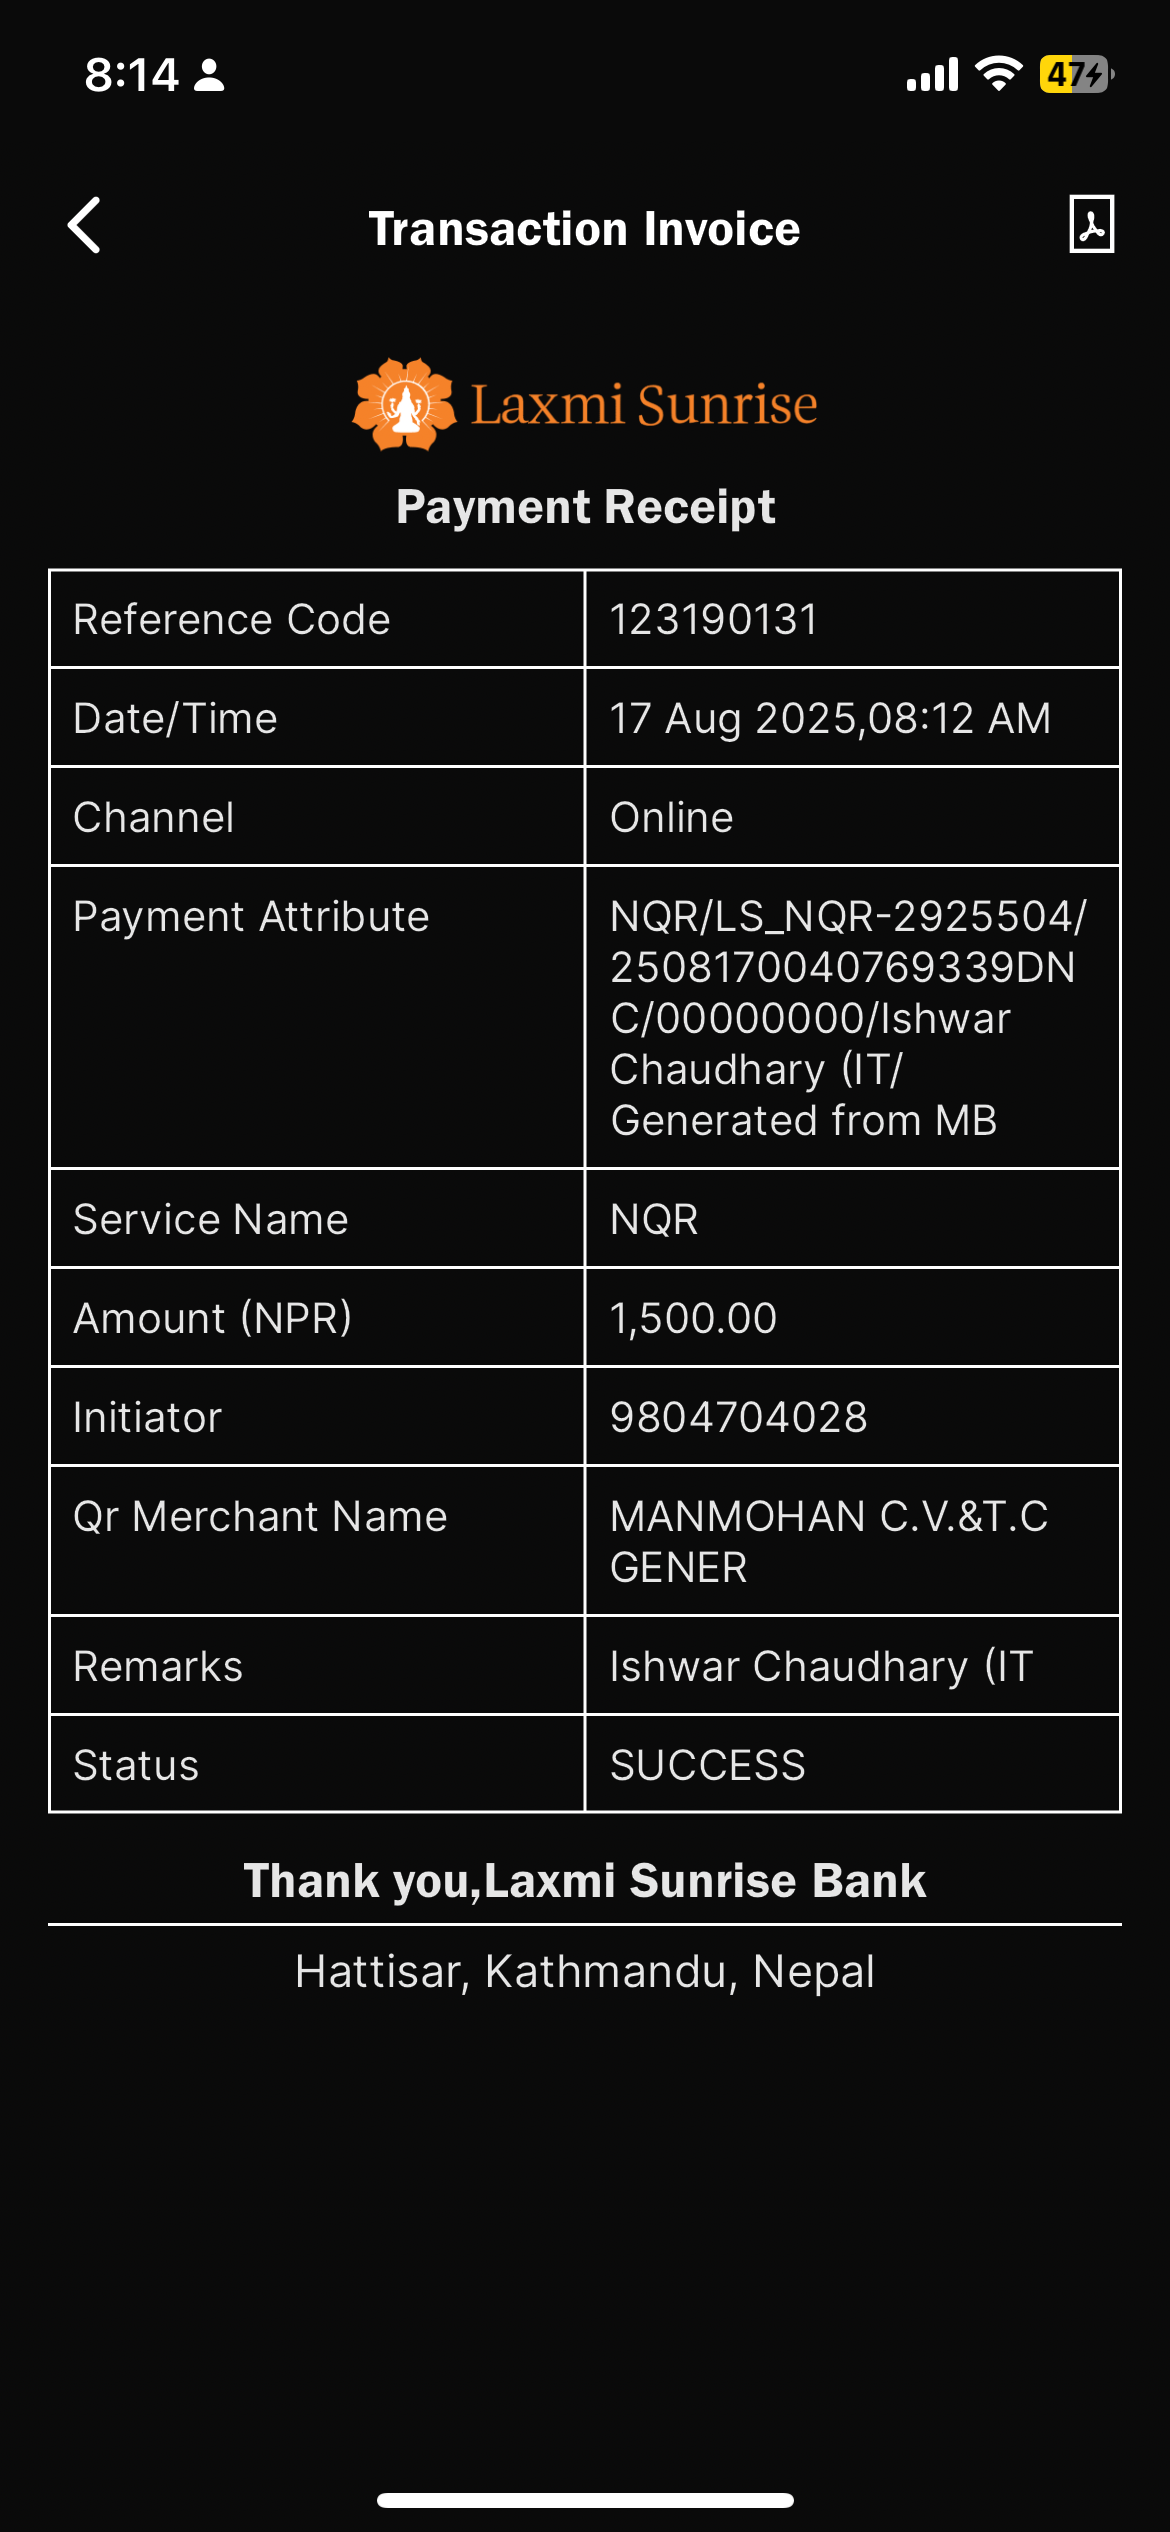 8:14
47
Transaction Invoice
Laxmi Sunrise
Payment Receipt
Reference Code 123190131
Date/Time 17 Aug 2025,08:12 AM
Channel Online
Payment Attribute NQR/LS_NQR-2925504/
2508170040769339DN
C/00000000/Ishwar
Chaudhary (IT/
Generated from MB
Service Name NQR
Amount (NPR) 1,500.00
Initiator 9804704028
Qr Merchant Name MANMOHAN C.V.&T.C
GENER
Remarks Ishwar Chaudhary (IT
Status SUCCESS
Thank you,Laxmi Sunrise Bank
Hattisar, Kathmandu, Nepal